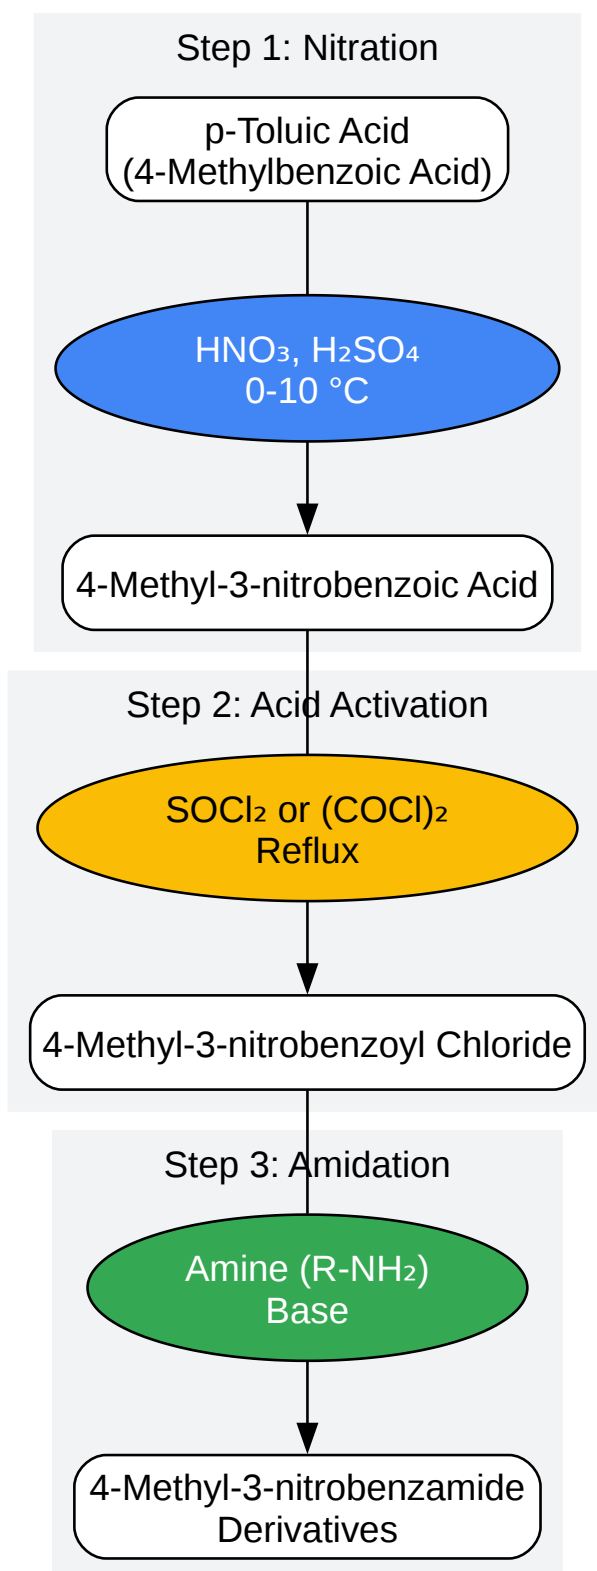 Step 1: Nitration
p-Toluic Acid
(4-Methylbenzoic Acid)
HNO₃, H₂SO₄
0-10 °C
4-Methyl-3-nitrobenzoic Acid
Step 2: Acid Activation
SOCl₂ or (COCl)₂
Reflux
4-Methyl-3-nitrobenzoyl Chloride
Step 3: Amidation
Amine (R-NH₂)
Base
4-Methyl-3-nitrobenzamide
Derivatives